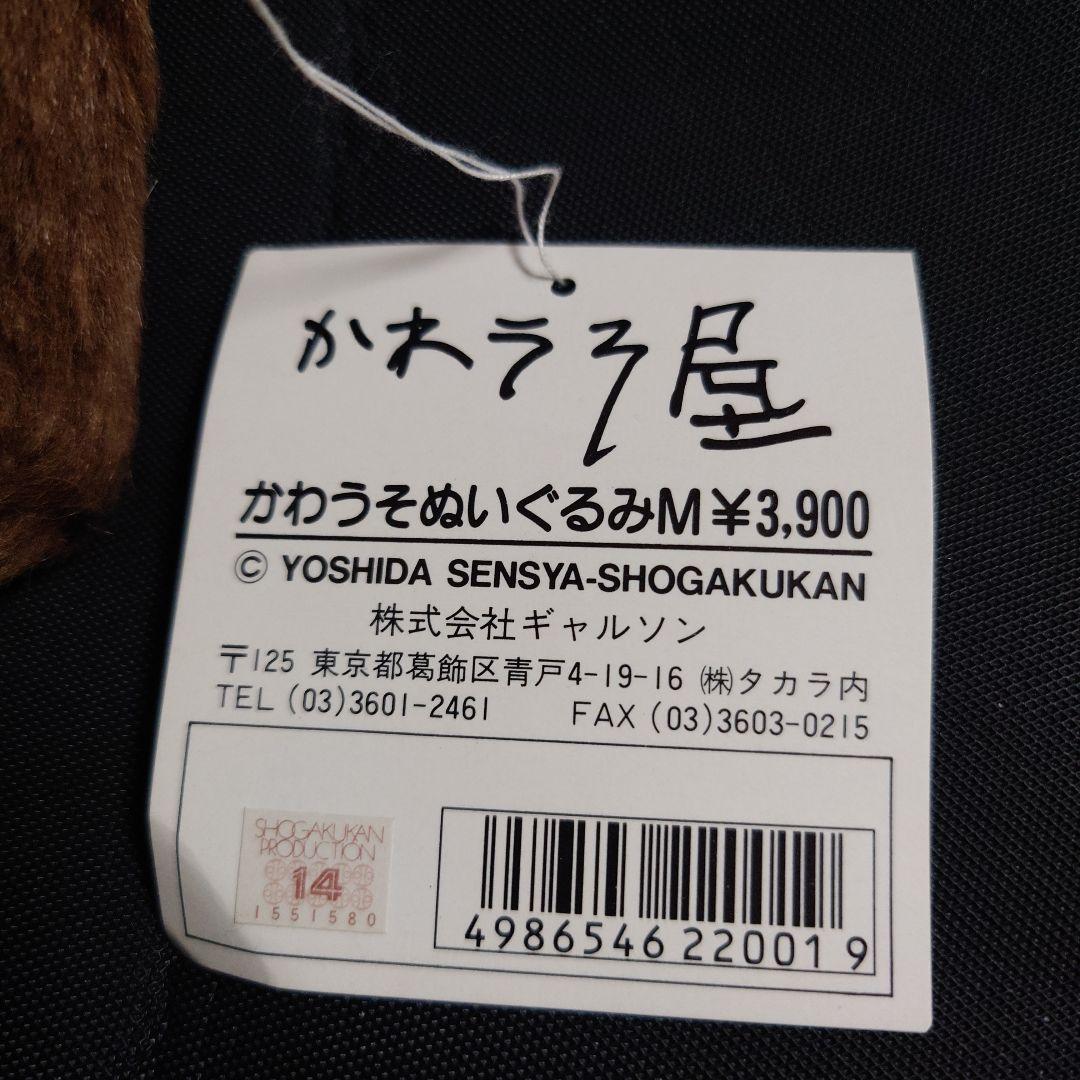 かわうそ屋
かわうそぬいぐるみM¥3,900
© YOSHIDA SENSYA-SHOGAKUKAN
株式会社ギャルソン
〒125 東京都葛飾区青戸4-19-16 ㈱タカラ内
TEL (03)3601-2461 FAX (03)3603-0215
SHOGAKUKAN
PRODUCTION
14
1551580
4986546220019